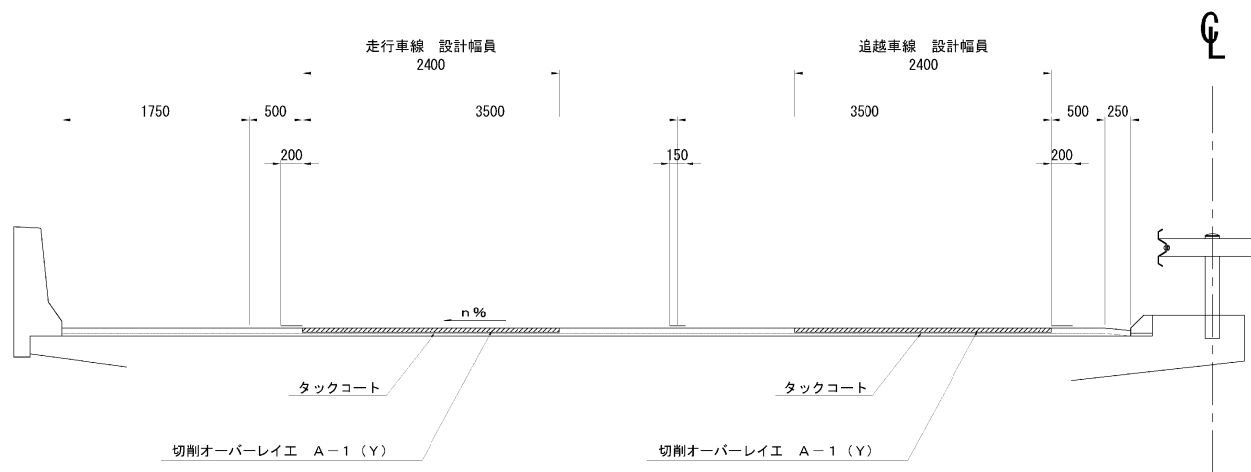 ℄
走行車線 設計幅員
追越車線 設計幅員
2400
2400
1750
500
3500
3500
500
250
200
150
200
n%
タックコート
タックコート
切削オーバーレイエ A-1(Y)
切削オーバーレイエ A-1(Y)